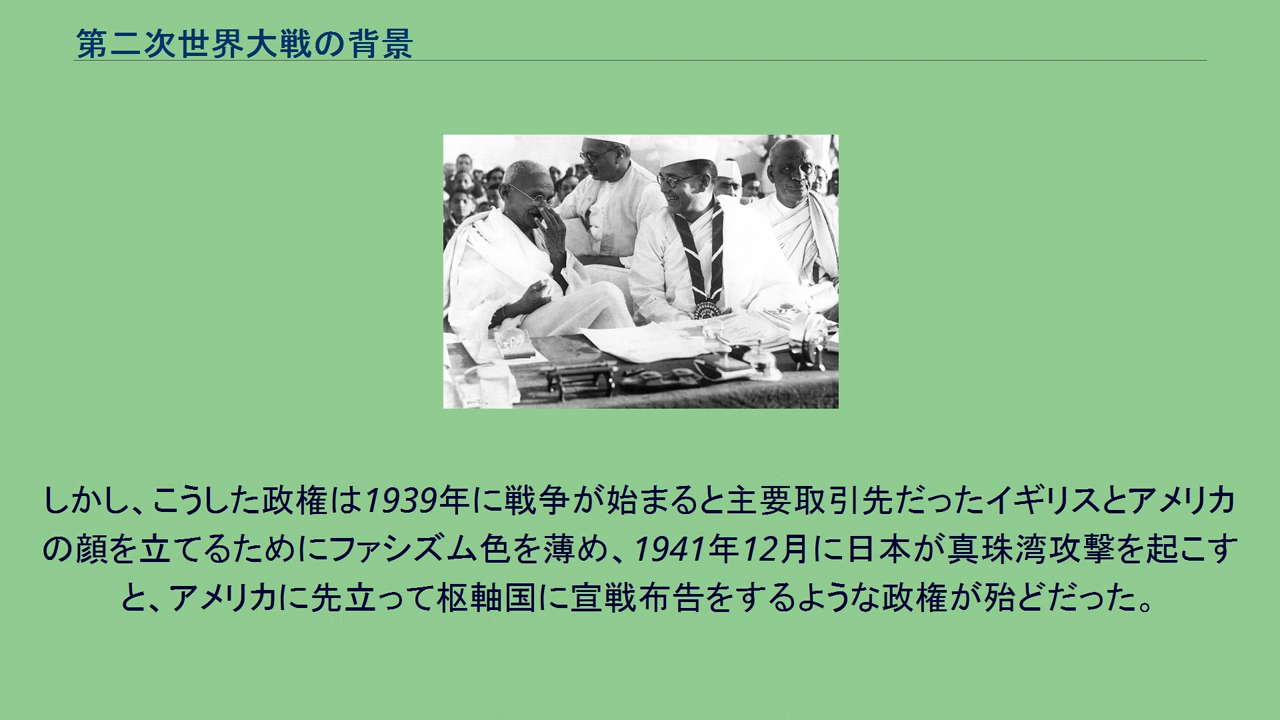 第二次世界大戦の背景
しかし、こうした政権は1939年に戦争が始まると主要取引先だったイギリスとアメリカ
の顔を立てるためにファシズム色を薄め、1941年12月に日本が真珠湾攻撃を起こす
と、アメリカに先立って枢軸国に宣戦布告をするような政権が殆どだった。